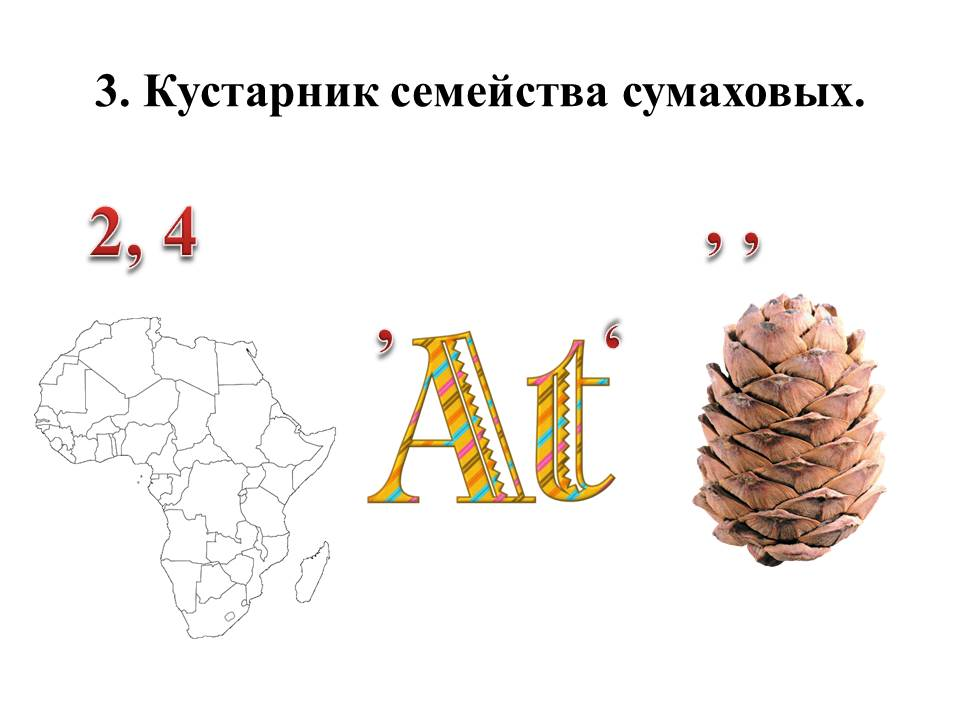 3. Кустарник семейства сумаховых.
2, 4
, ,
’ At ‘